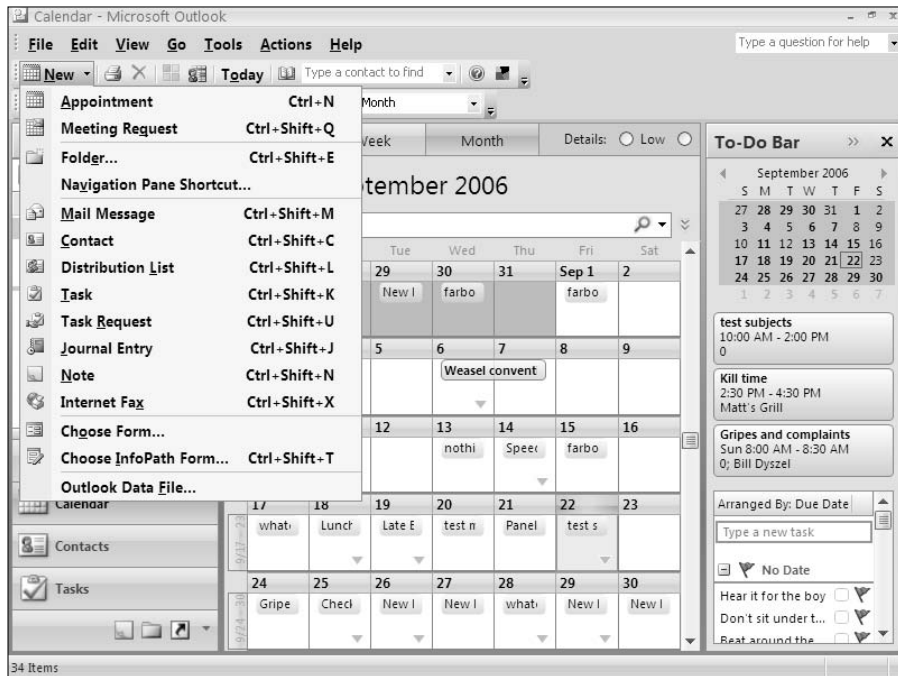 Calendar - Microsoft Outlook
File Edit View Go Tools Actions Help
Type a question for help
New Today Type a contact to find
Month
Appointment Ctrl+N
Meeting Request Ctrl+Shift+Q
Folder... Ctrl+Shift+E
Navigation Pane Shortcut...
Mail Message Ctrl+Shift+M
Contact Ctrl+Shift+C
Distribution List Ctrl+Shift+L
Task Ctrl+Shift+K
Task Request Ctrl+Shift+U
Journal Entry Ctrl+Shift+J
Note Ctrl+Shift+N
Internet Fax Ctrl+Shift+X
Choose Form...
Choose InfoPath Form... Ctrl+Shift+T
Outlook Data File...
Calendar
Contacts
Tasks
34 Items
Week Month Details: Low
tember 2006
Tue Wed Thu Fri Sat
29 30 31 Sep 1 2
New I farbo farbo
5 6 7 8 9
Weasel convent
12 13 14 15 16
nothi Speec farbo
17 18 19 20 21 22 23
9/17 - 23
what Lunch Late E test n Panel test s
24 25 26 27 28 29 30
9/24 - 30
Gripe Check New I New I what New I New I
To-Do Bar
September 2006
S M T W T F S
27 28 29 30 31 1 2
3 4 5 6 7 8 9
10 11 12 13 14 15 16
17 18 19 20 21 22 23
24 25 26 27 28 29 30
1 2 3 4 5 6 7
test subjects
10:00 AM - 2:00 PM
0
Kill time
2:30 PM - 4:30 PM
Matt's Grill
Gripes and complaints
Sun 8:00 AM - 8:30 AM
0; Bill Dyszel
Arranged By: Due Date
Type a new task
No Date
Hear it for the boy
Don't sit under t...
Beat around the